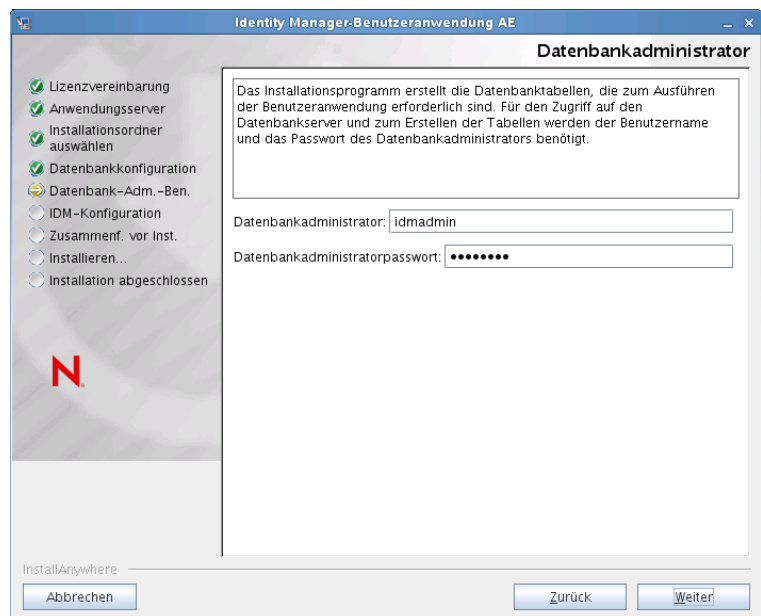 Identity Manager-Benutzeranwendung AE
Datenbankadministrator
Lizenzvereinbarung
Anwendungsserver
Installationsordner
auswählen
Datenbankkonfiguration
Datenbank-Adm.-Ben.
IDM-Konfiguration
Zusammenf. vor Inst.
Installieren...
Installation abgeschlossen
N.
Das Installationsprogramm erstellt die Datenbanktabellen, die zum Ausführen
der Benutzeranwendung erforderlich sind. Für den Zugriff auf den
Datenbankserver und zum Erstellen der Tabellen werden der Benutzername
und das Passwort des Datenbankadministrators benötigt.
Datenbankadministrator: idmadmin
Datenbankadministratorpasswort: ••••••••
InstallAnywhere
Abbrechen Zurück Weiter